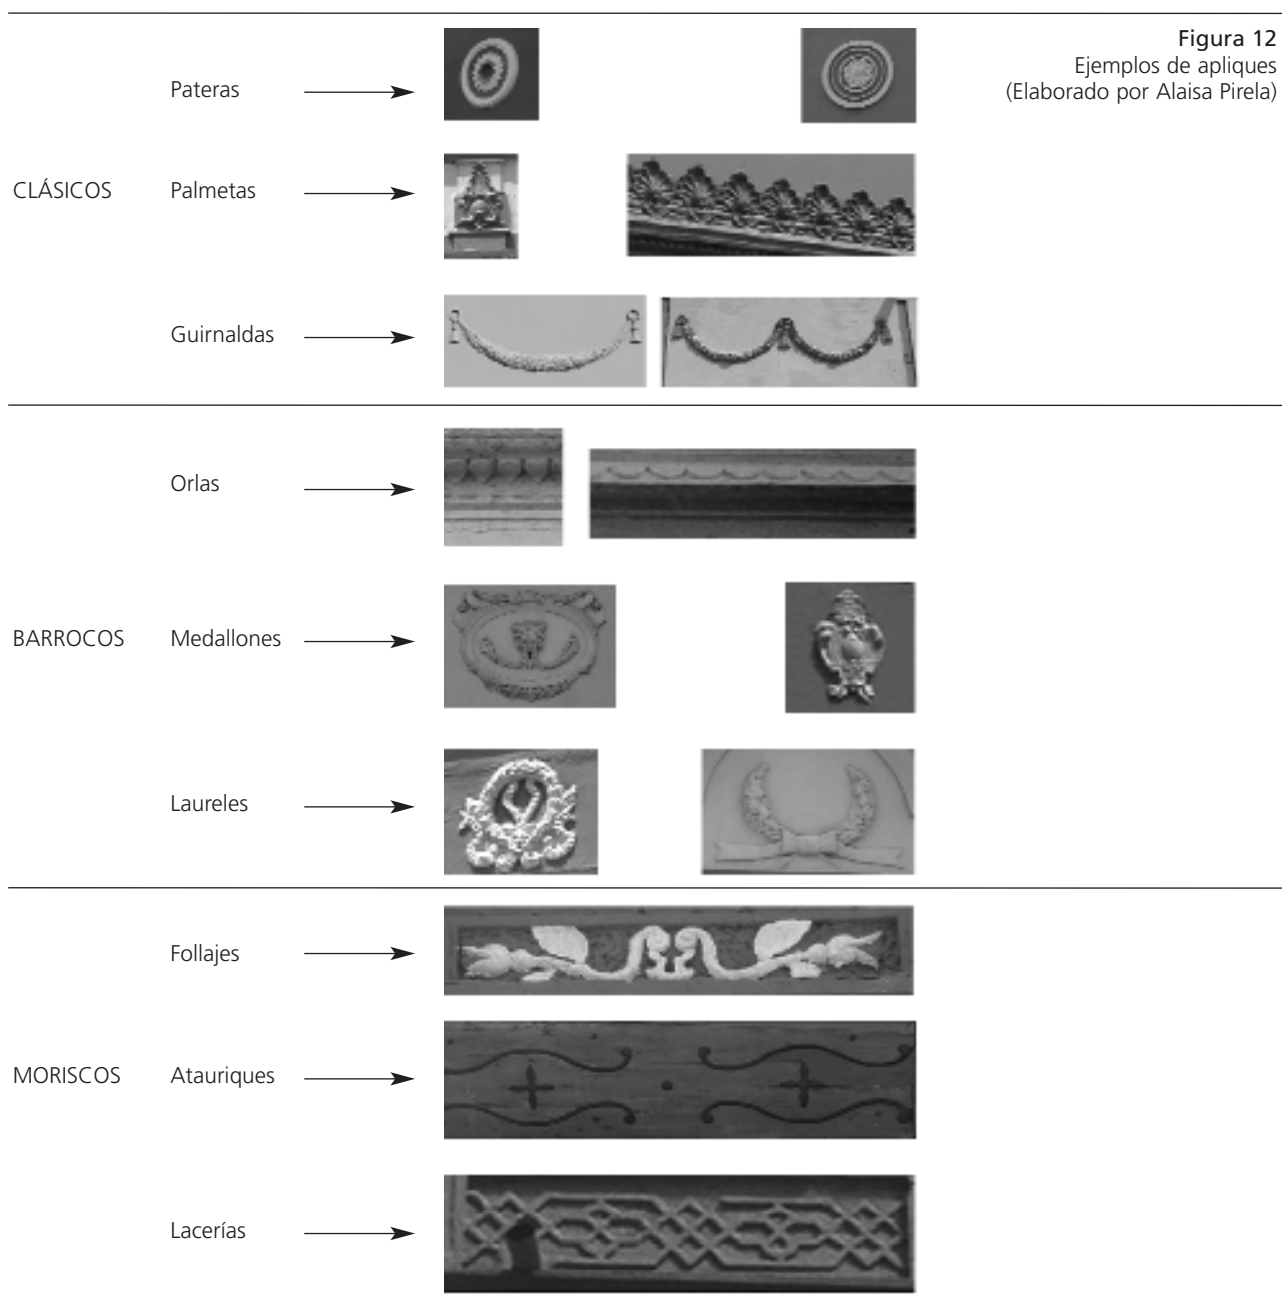 Figura 12
Ejemplos de apliques
(Elaborado por Alaisa Pirela)
Pateras
CLÁSICOS Palmetas
Guirnaldas
Orlas
BARROCOS Medallones
Laureles
Follajes
MORISCOS Atauriques
Lacerías